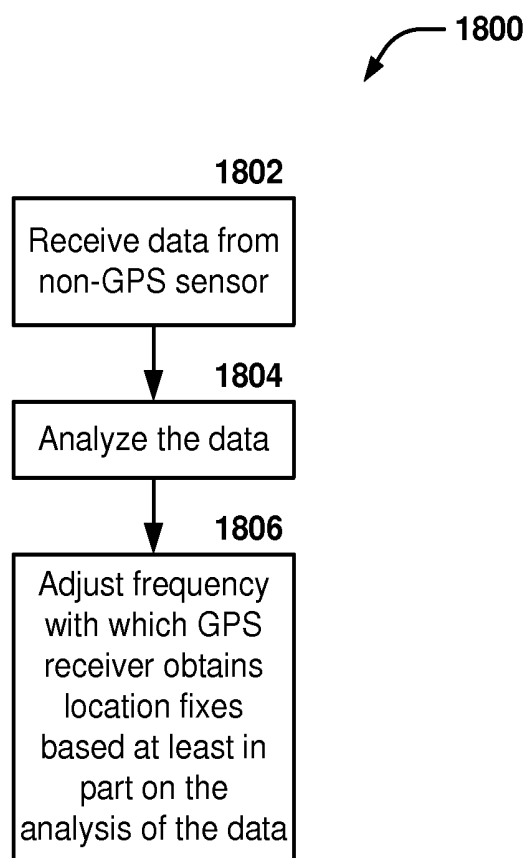 1800
1802
Receive data from
non-GPS sensor
1804
Analyze the data
1806
Adjust frequency
with which GPS
receiver obtains
location fixes
based at least in
part on the
analysis of the data